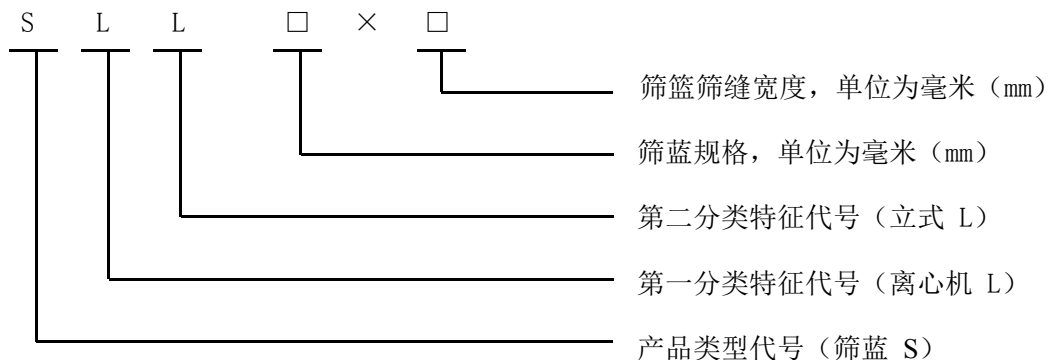 S L L □ × □
筛篮筛缝宽度，单位为毫米（mm）
筛蓝规格，单位为毫米（mm）
第二分类特征代号（立式 L）
第一分类特征代号（离心机 L）
产品类型代号（筛蓝 S）